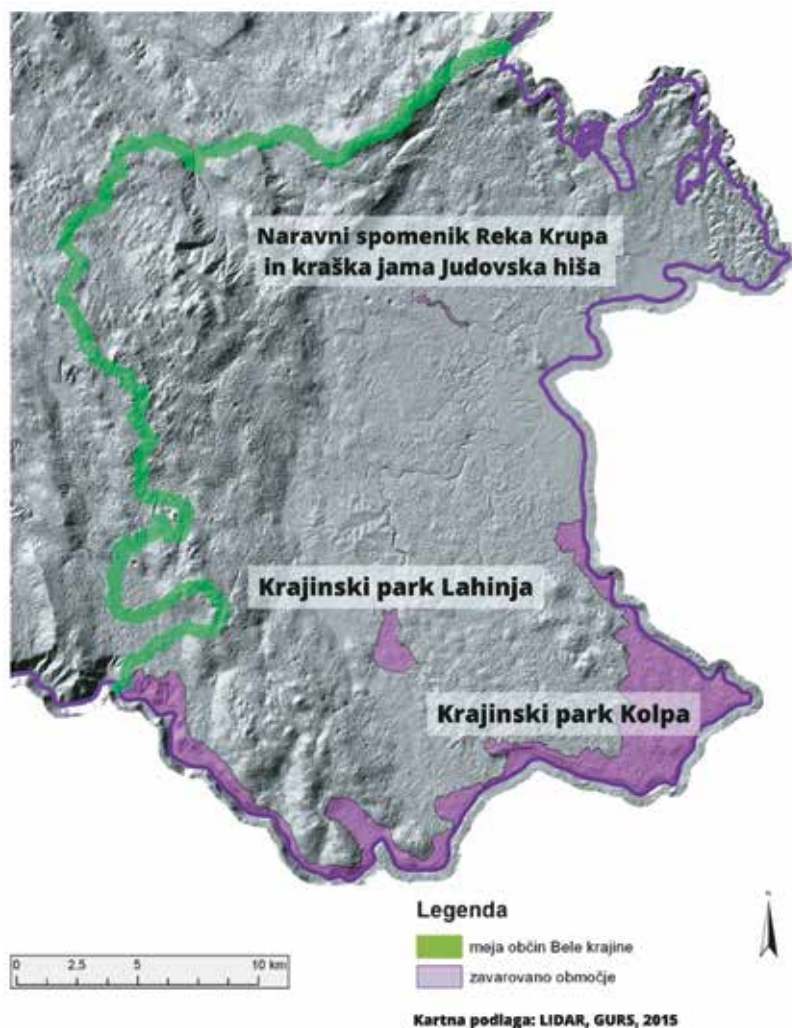 Naravni spomenik Reka Krupa
in kraška jama Judovska hiša
Krajinski park Lahinja
Krajinski park Kolpa
Legenda
meja občin Bele krajine
zavarovano območje
0 2.5 5 10 km
Kartna podlaga: LIDAR, GURS, 2015